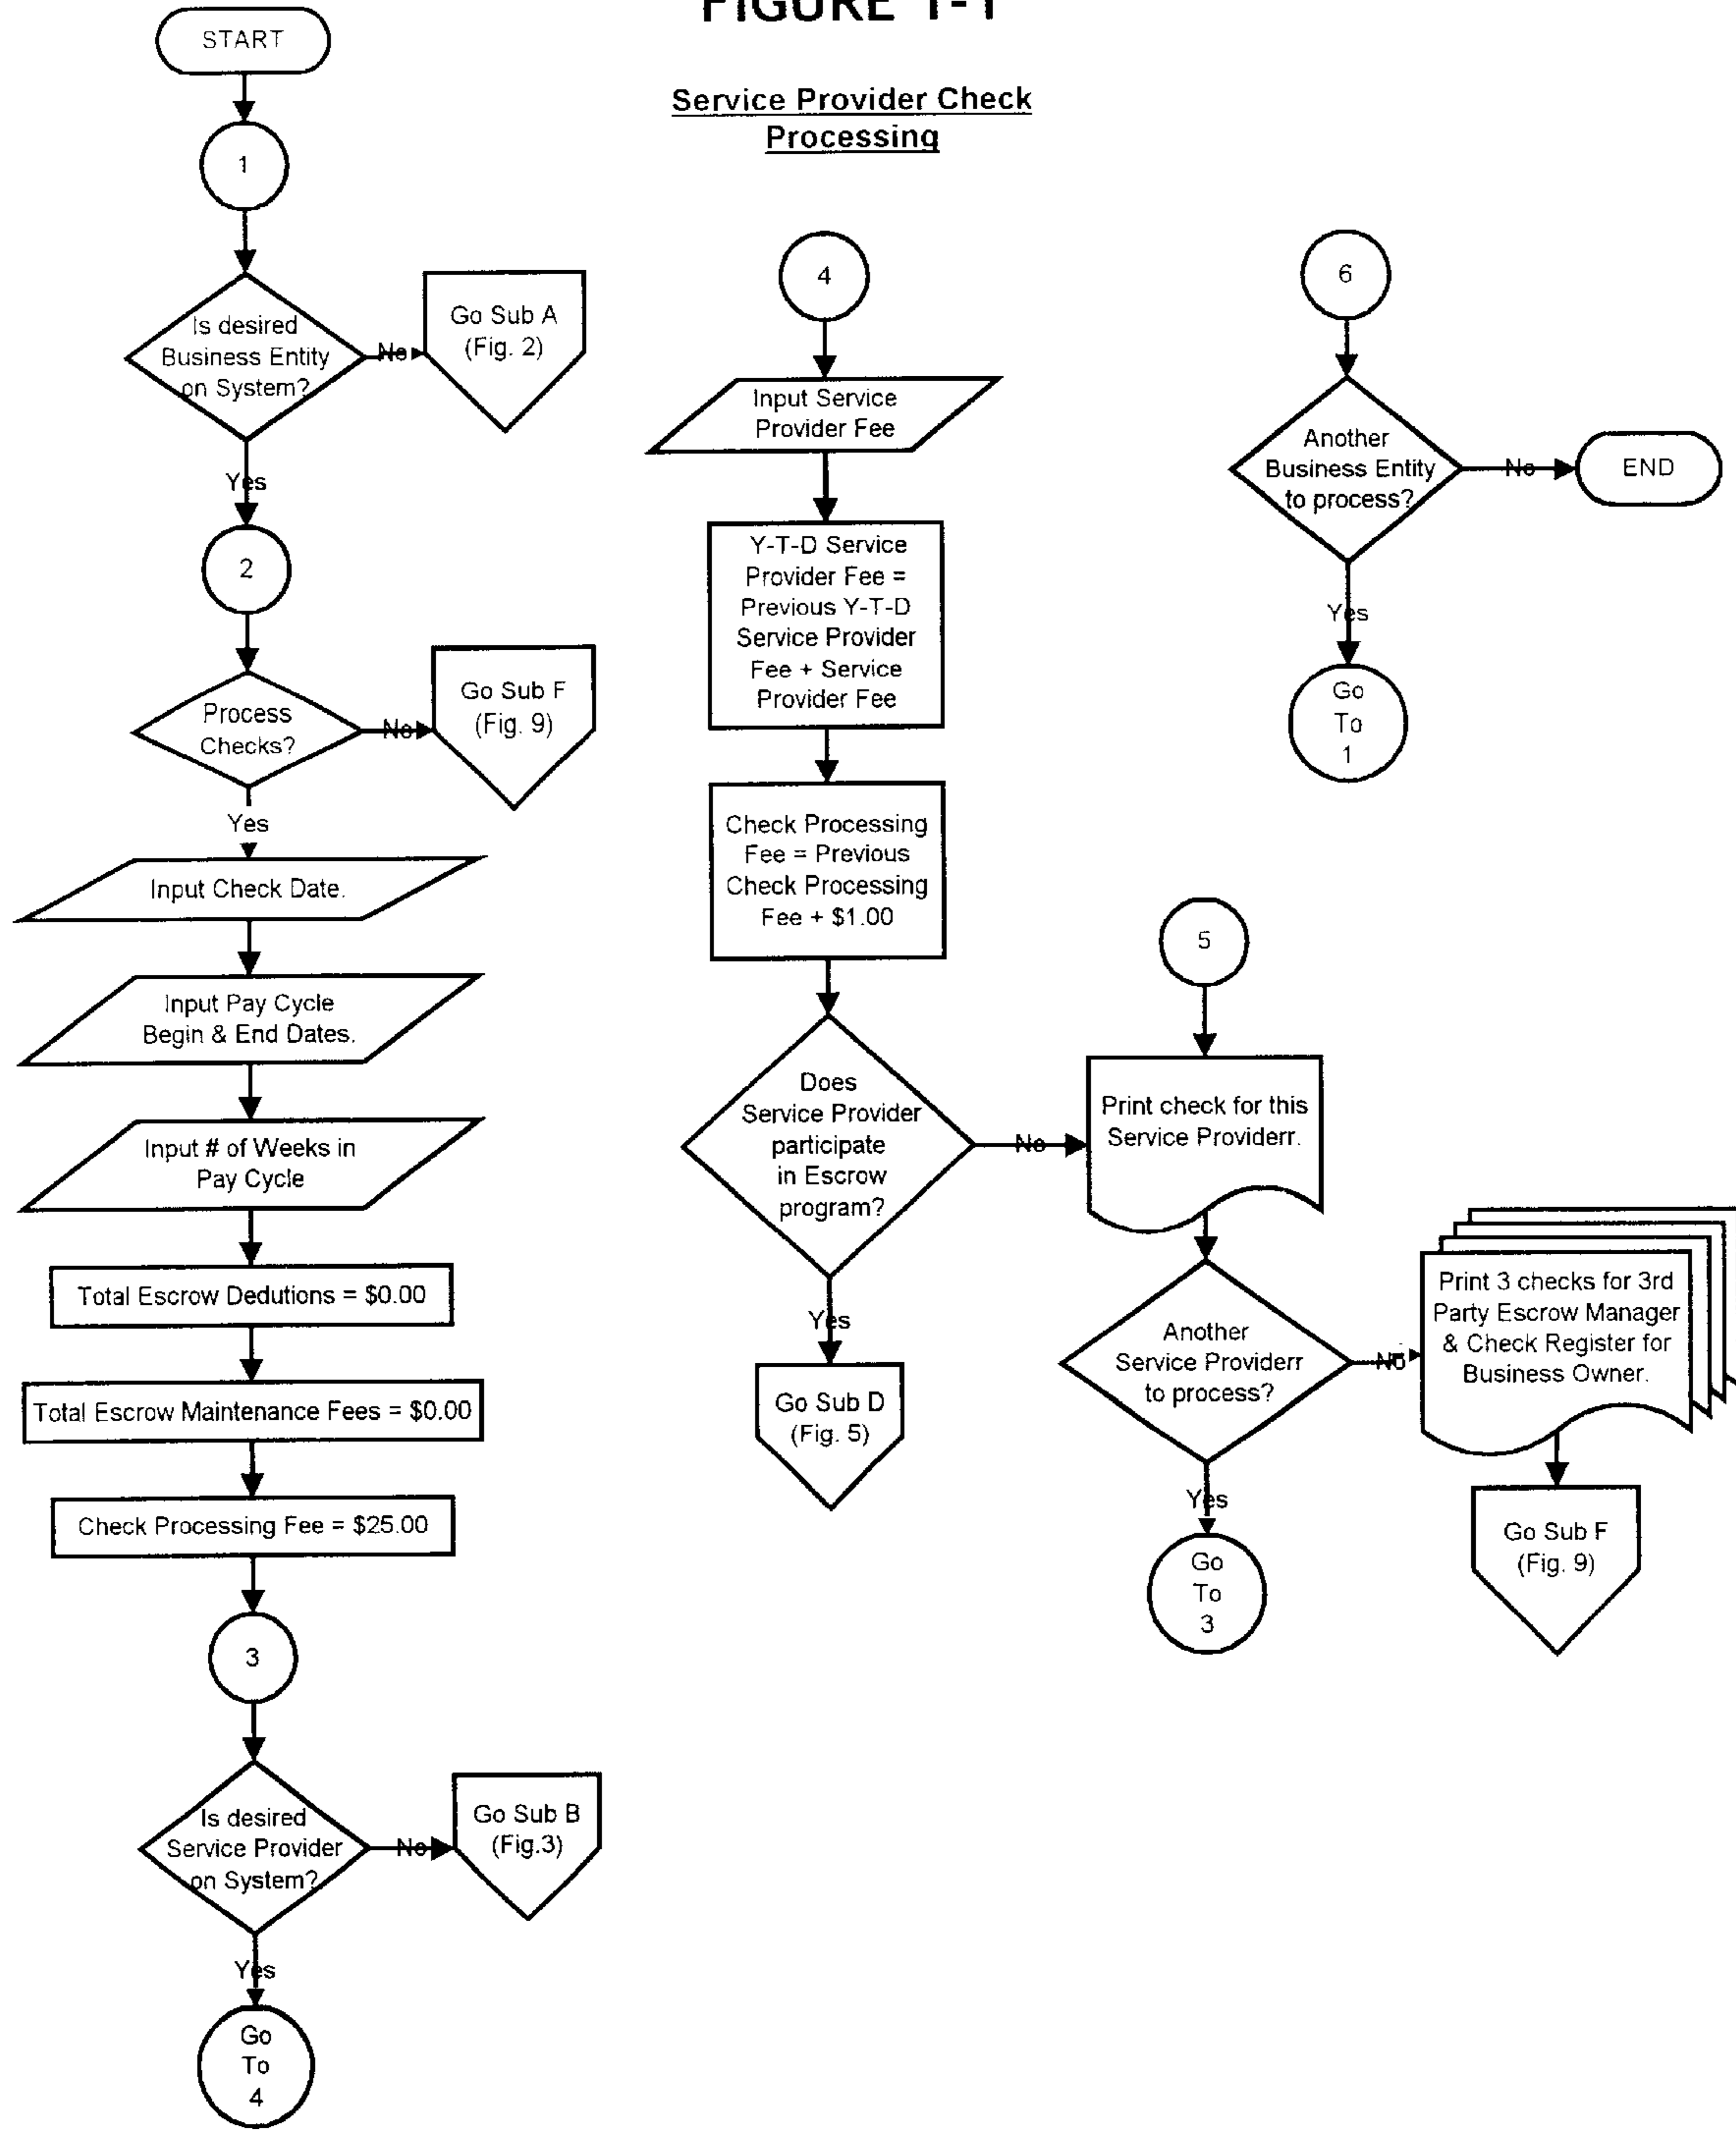 FIGURE 1-1
Service Provider Check
Processing
START
1
Is desired
Business Entity
on System?
No
Go Sub A
(Fig. 2)
Yes
2
Process
Checks?
No
Go Sub F
(Fig. 9)
Yes
Input Check Date.
Input Pay Cycle
Begin & End Dates.
Input # of Weeks in
Pay Cycle
Total Escrow Dedutions = $0.00
Total Escrow Maintenance Fees = $0.00
Check Processing Fee = $25.00
3
Is desired
Service Provider
on System?
No
Go Sub B
(Fig.3)
Yes
Go
To
4
4
Input Service
Provider Fee
Y-T-D Service
Provider Fee =
Previous Y-T-D
Service Provider
Fee + Service
Provider Fee
Check Processing
Fee = Previous
Check Processing
Fee + $1.00
Does
Service Provider
participate
in Escrow
program?
No
Yes
Go Sub D
(Fig. 5)
5
Print check for this
Service Providerr.
Another
Service Providerr
to process?
No
Print 3 checks for 3rd
Party Escrow Manager
& Check Register for
Business Owner.
Go Sub F
(Fig. 9)
Yes
Go
To
3
6
Another
Business Entity
to process?
No
END
Yes
Go
To
1